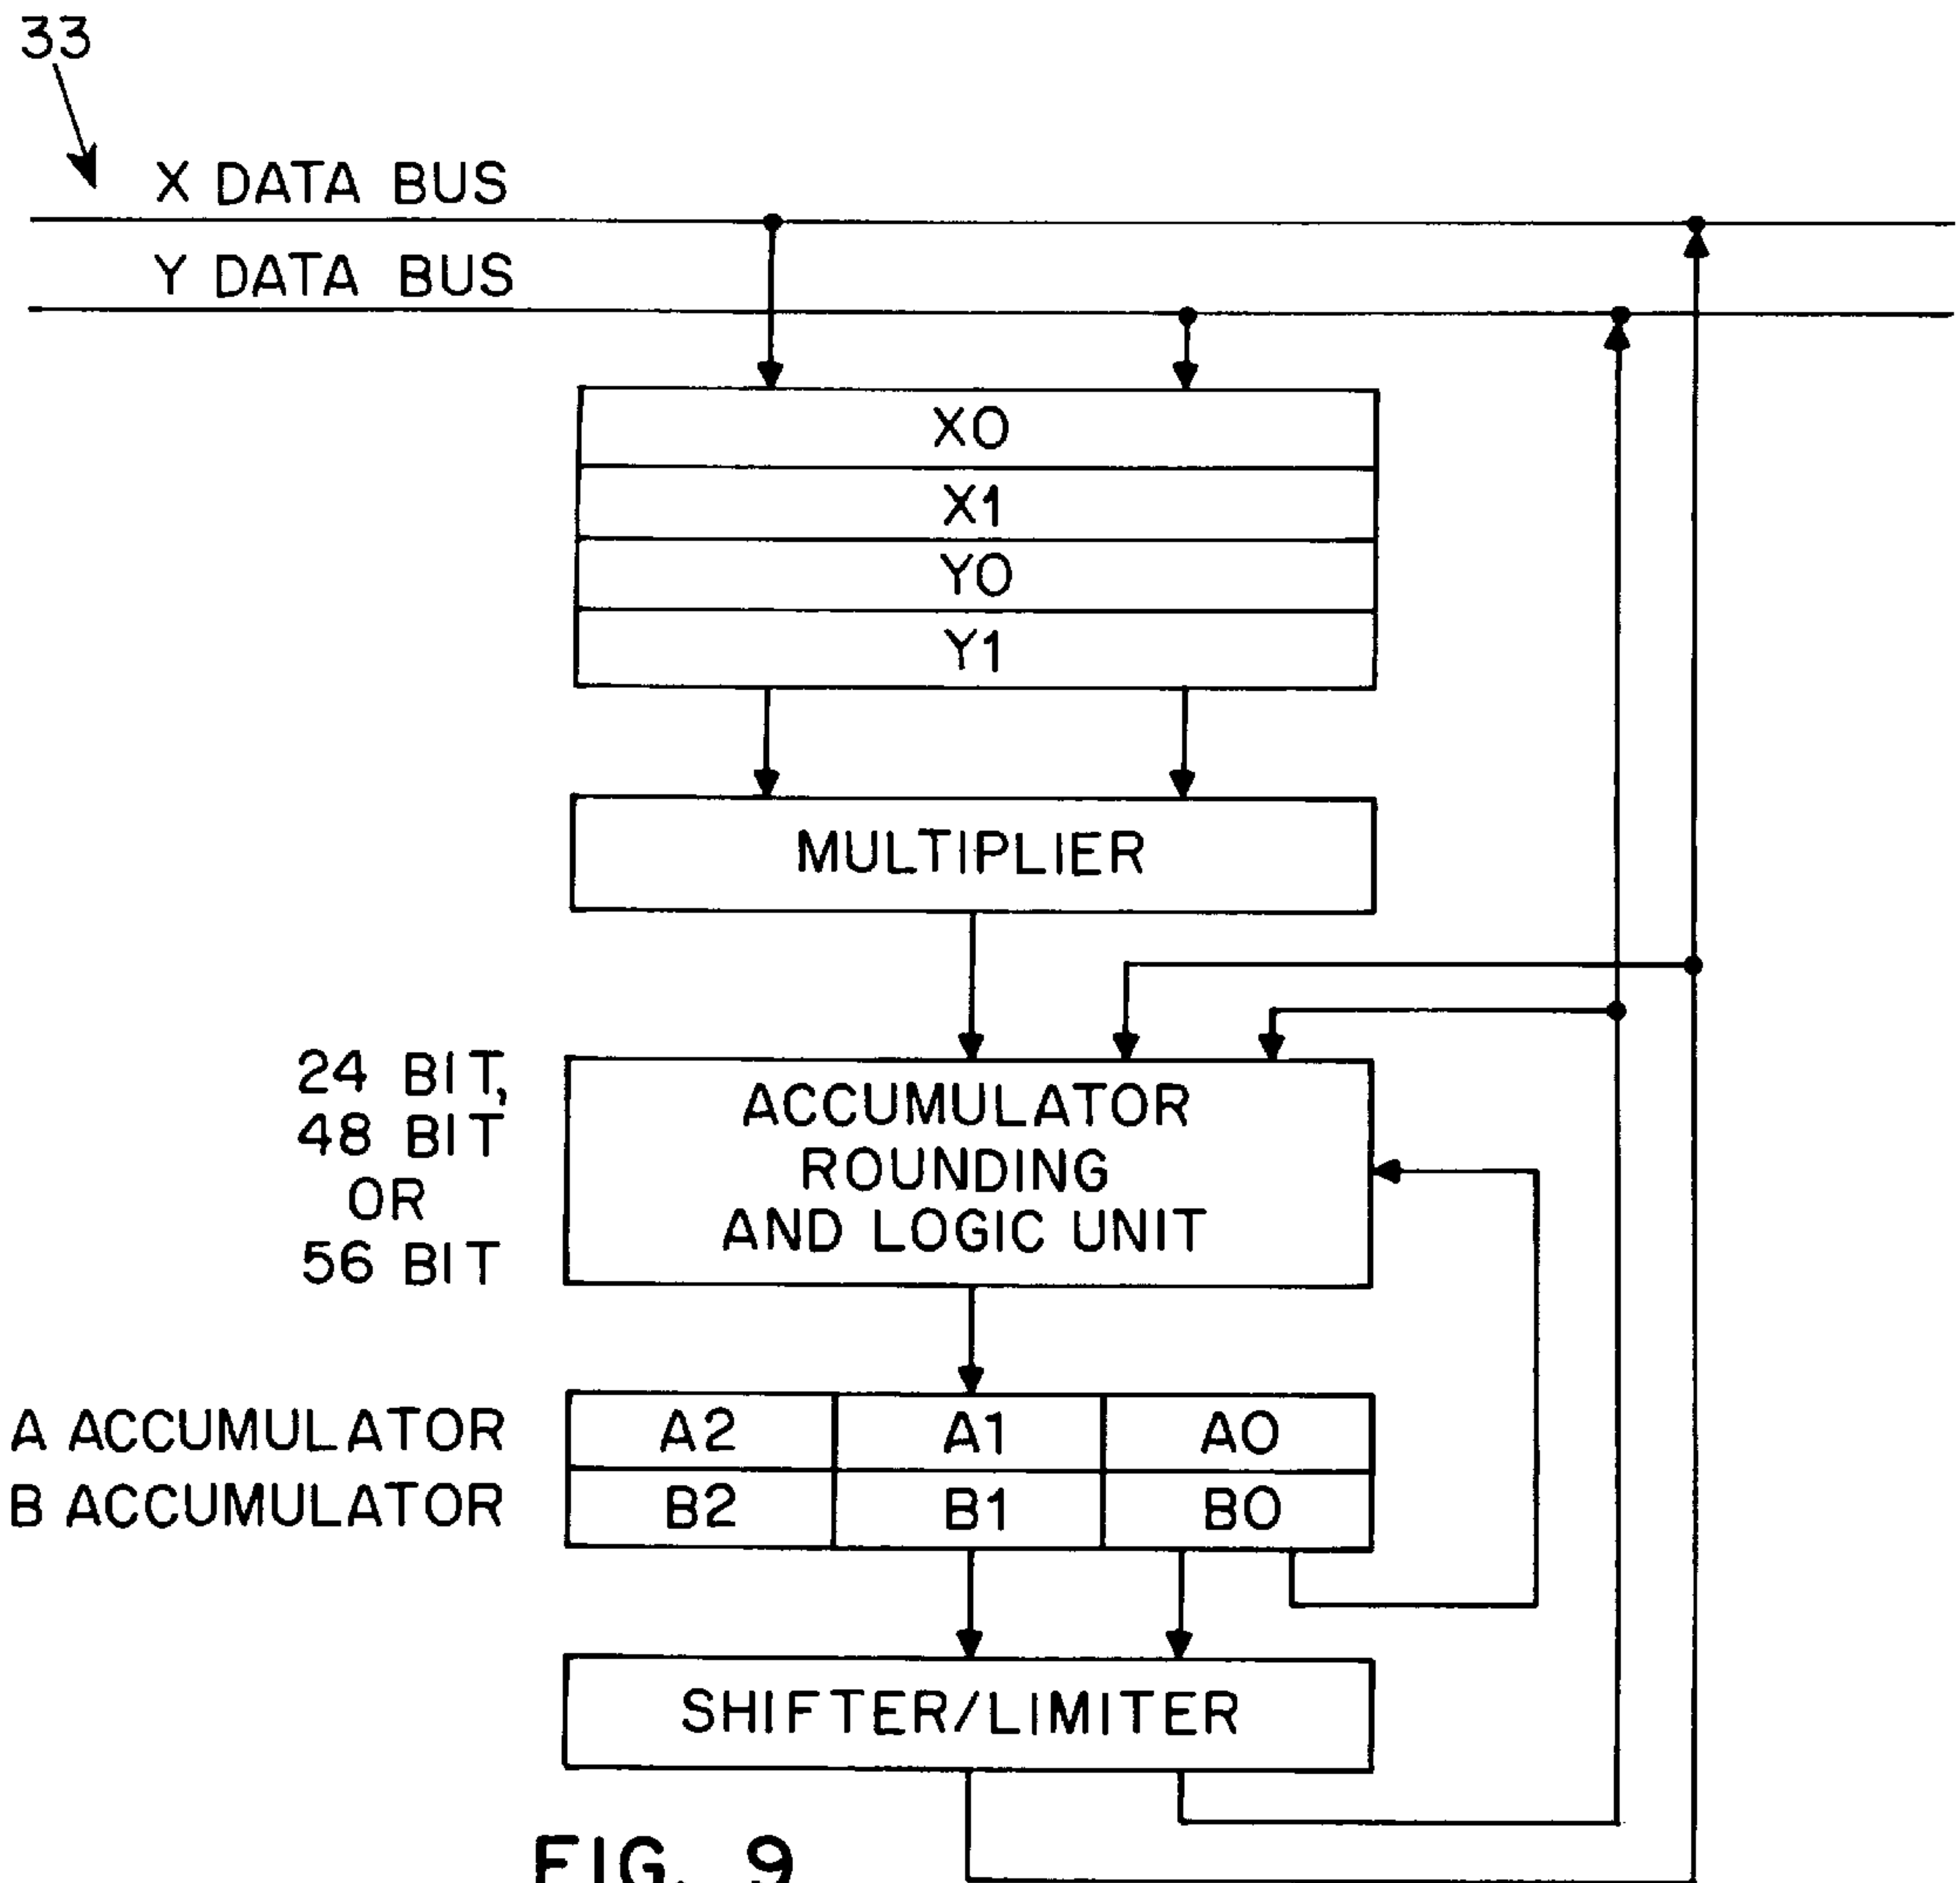 33
X DATA BUS
Y DATA BUS
X0
X1
Y0
Y1
MULTIPLIER
24 BIT,
48 BIT
OR
56 BIT
ACCUMULATOR
ROUNDING
AND LOGIC UNIT
A ACCUMULATOR
A2 A1 A0
B ACCUMULATOR
B2 B1 B0
SHIFTER/LIMITER
FIG. 9